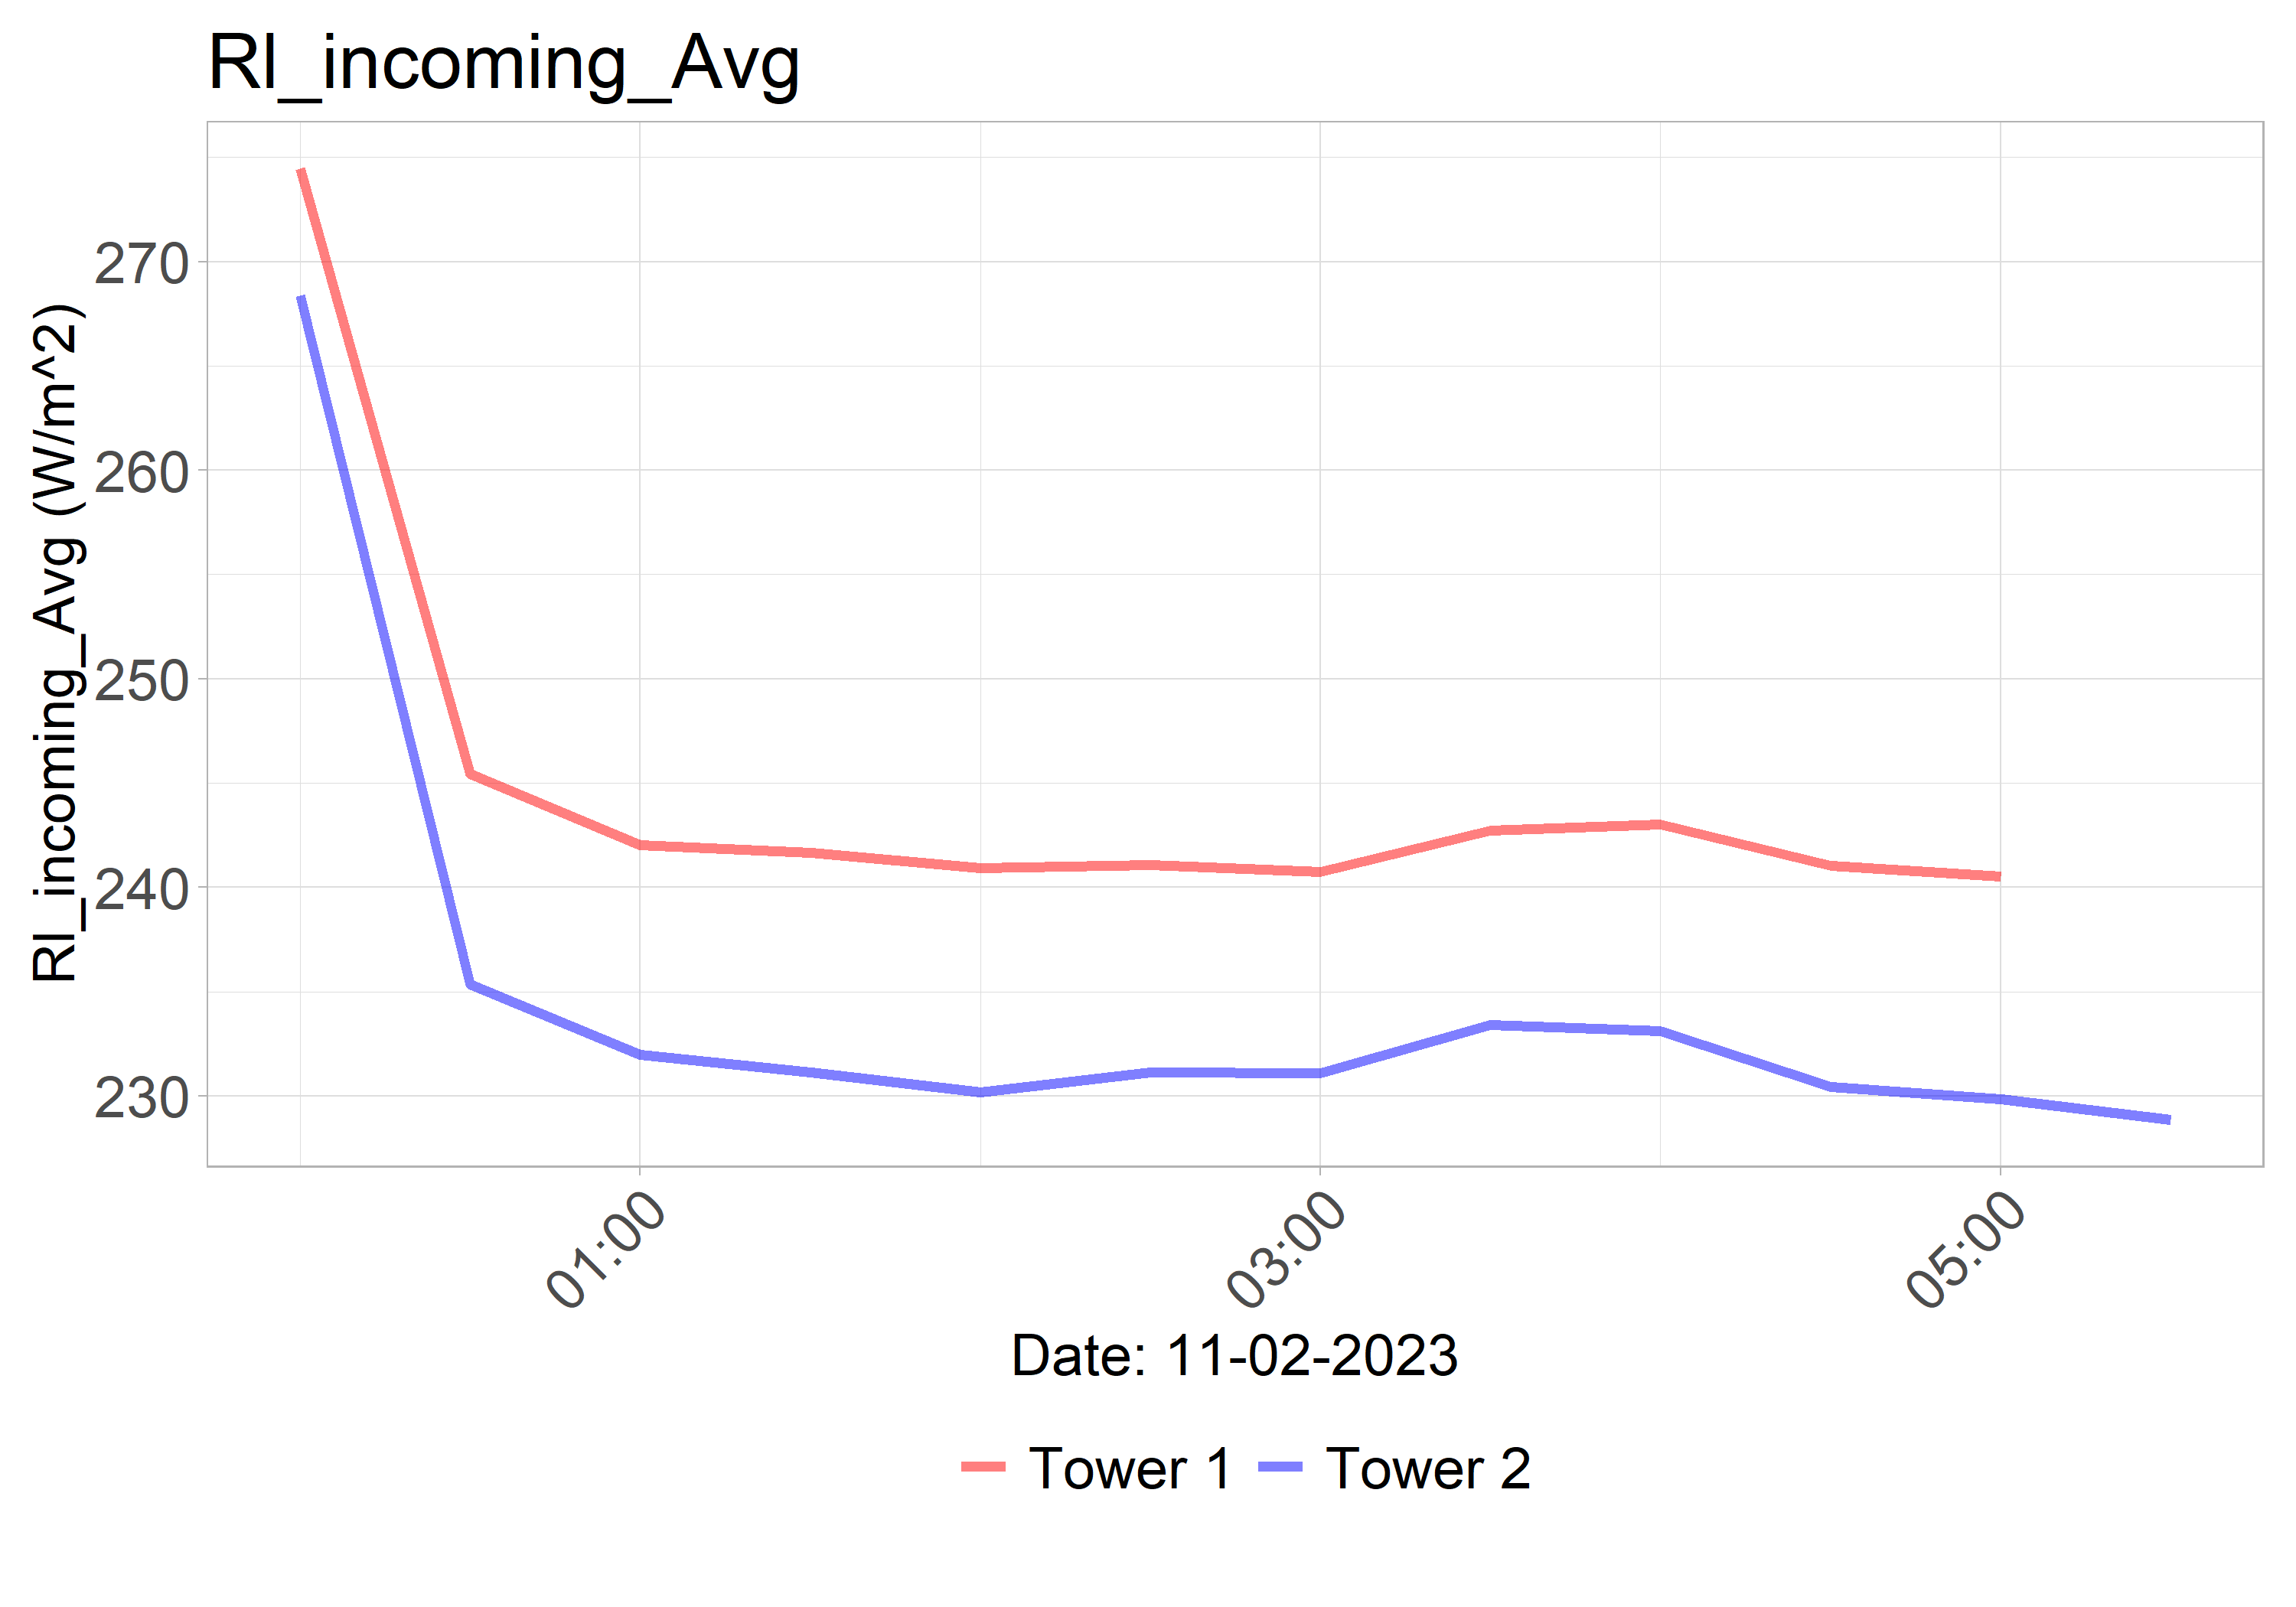 Rl_incoming_Avg
Rl_incoming_Avg (W/m^2)
270
260
250
240
230
01:00
03:00
05:00
Date: 11-02-2023
Tower 1
Tower 2